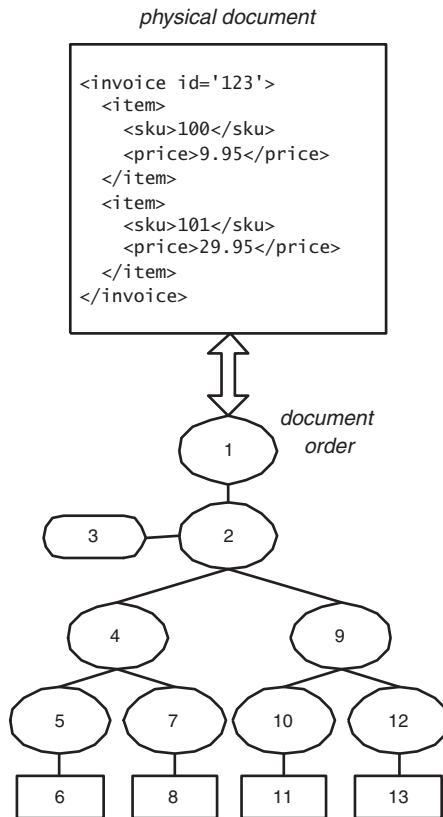 physical document
<invoice id='123'>
<item>
<sku>100</sku>
<price>9.95</price>
</item>
<item>
<sku>101</sku>
<price>29.95</price>
</item>
</invoice>
document
order
1
3
2
4
9
5
7
10
12
6
8
11
13